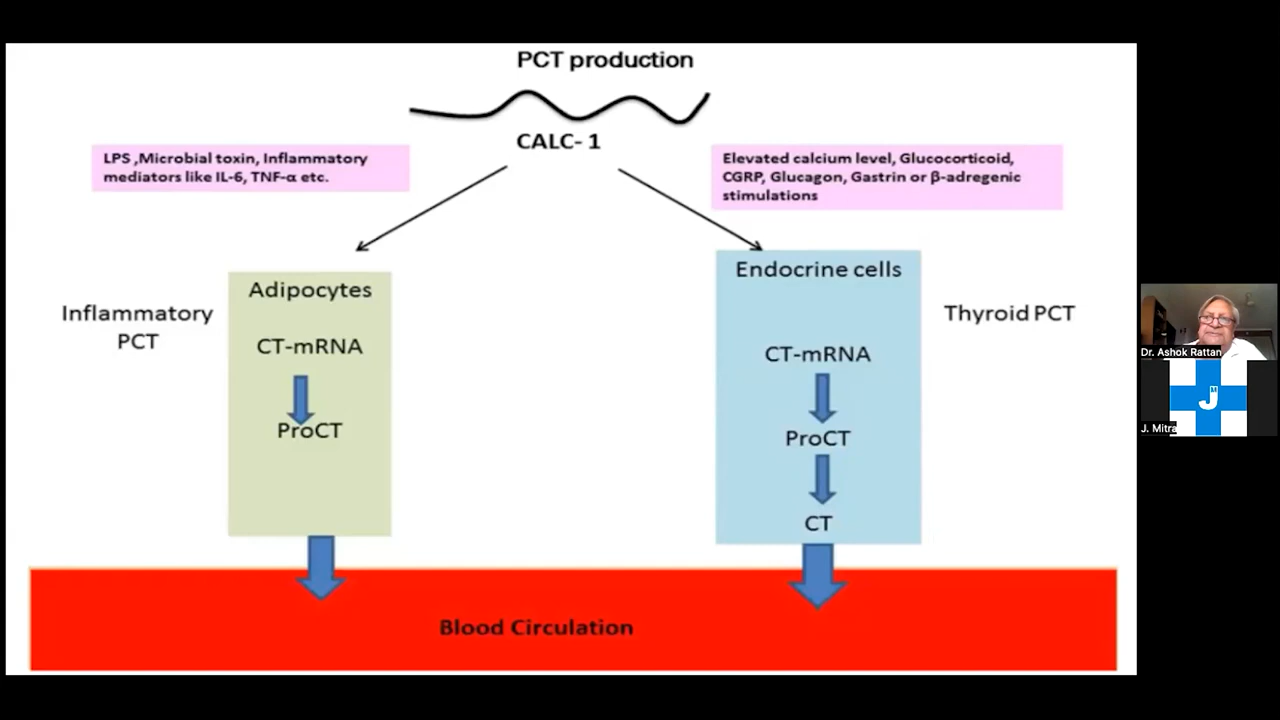 PCT production
CALC- 1
LPS ,Microbial toxin, Inflammatory
mediators like IL-6, TNF-α etc.
Elevated calcium level, Glucocorticoid,
CGRP, Glucagon, Gastrin or β-adregenic
stimulations
Inflammatory
PCT
Adipocytes
CT-mRNA
ProCT
Endocrine cells
CT-mRNA
ProCT
CT
Thyroid PCT
Blood Circulation
Dr. Ashok Rattan
JM
J. Mitra